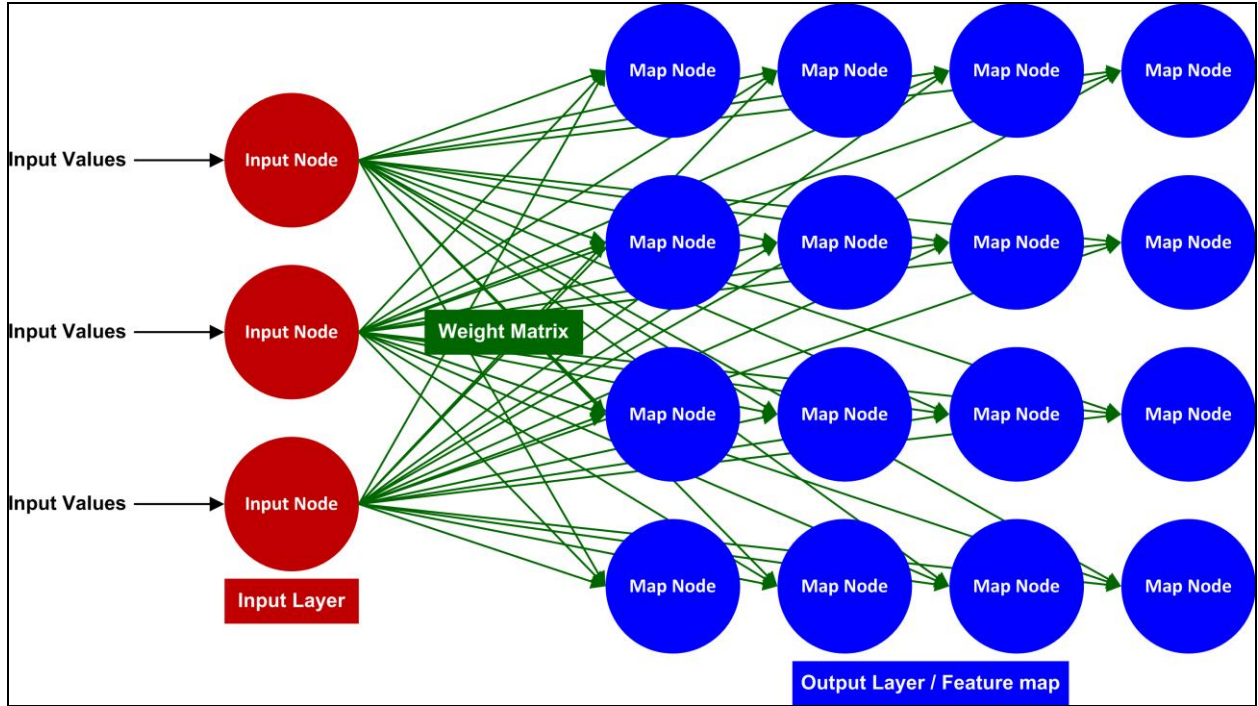 Map Node Map Node Map Node Map Node
Input Values Input Node
Map Node Map Node Map Node Map Node
Input Values Input Node Weight Matrix
Map Node Map Node Map Node Map Node
Input Values Input Node
Map Node Map Node Map Node Map Node
Input Layer
Output Layer / Feature map